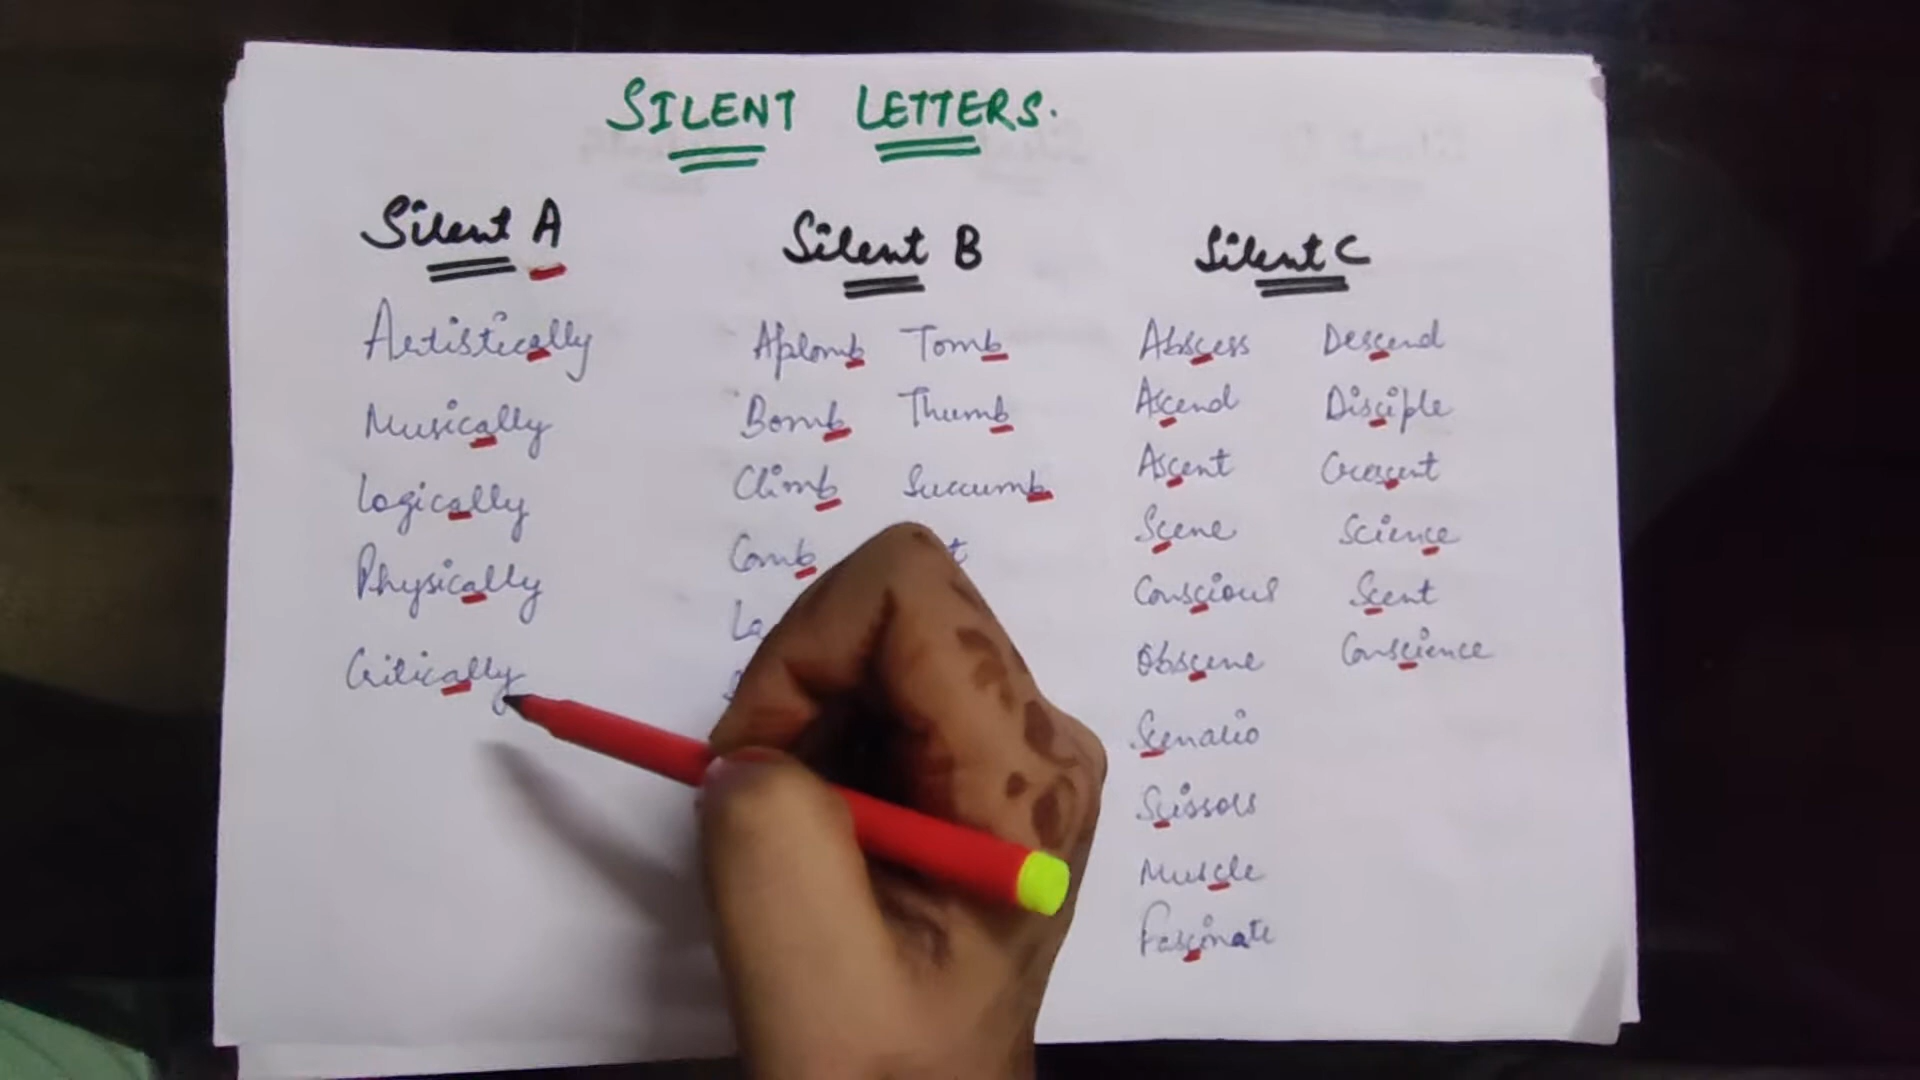 SILENT LETTERS.
Silent A
Artistically
Musically
Logically
Physically
Critically
Silent B
Aplomb Tomb
Bomb Thumb
Climb Succumb
Comb
Silent C
Abscess Descend
Ascend Disciple
Ascent Crescent
Scene Science
Conscious Scent
Obscene Conscience
Scenario
Scissors
Muscle
Fascinate